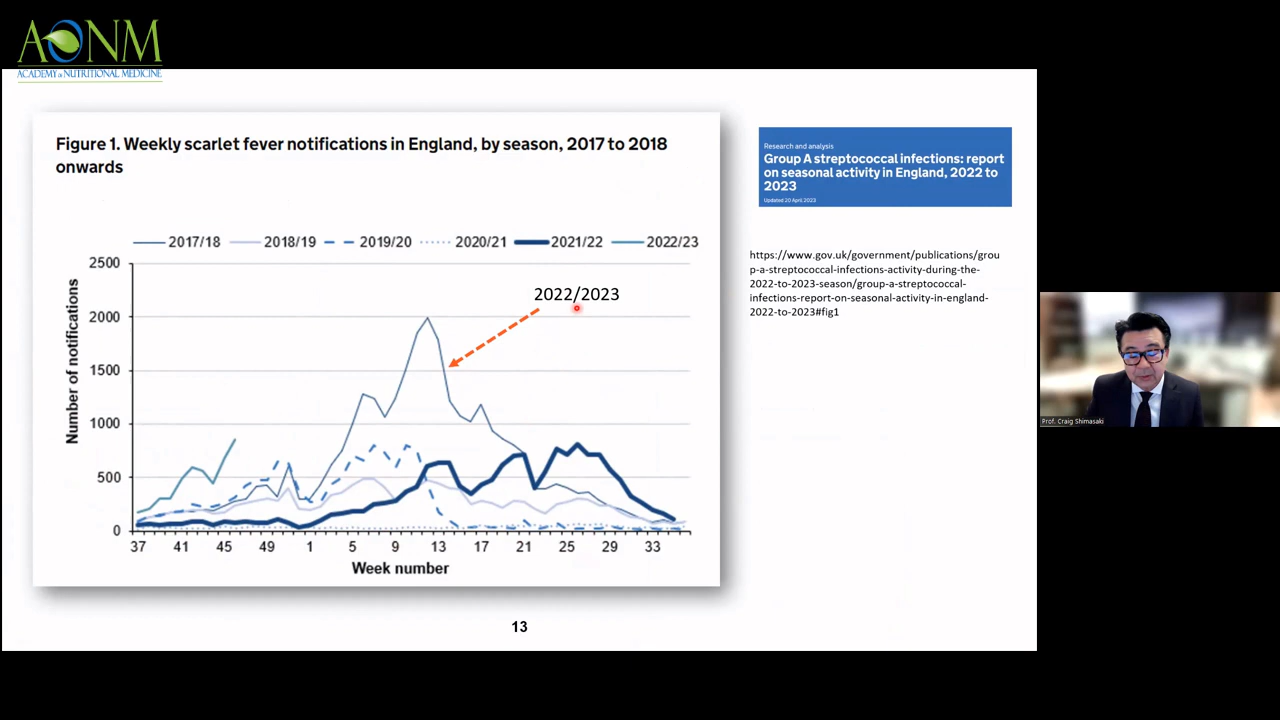 AONM
ACADEMY of NUTRITIONAL MEDICINE
Figure 1. Weekly scarlet fever notifications in England, by season, 2017 to 2018
onwards
2017/18 2018/19 2019/20 2020/21 2021/22 2022/23
Number of notifications
2500
2000
1500
1000
500
0
2022/2023
37 41 45 49 1 5 9 13 17 21 25 29 33
Week number
Research and analysis
Group A streptococcal infections: report
on seasonal activity in England, 2022 to
2023
Updated 20 April 2023
https://www.gov.uk/government/publications/grou
p-a-streptococcal-infections-activity-during-the-
2022-to-2023-season/group-a-streptococcal-
infections-report-on-seasonal-activity-in-england-
2022-to-2023#fig1
Prof. Craig Shimasaki
13